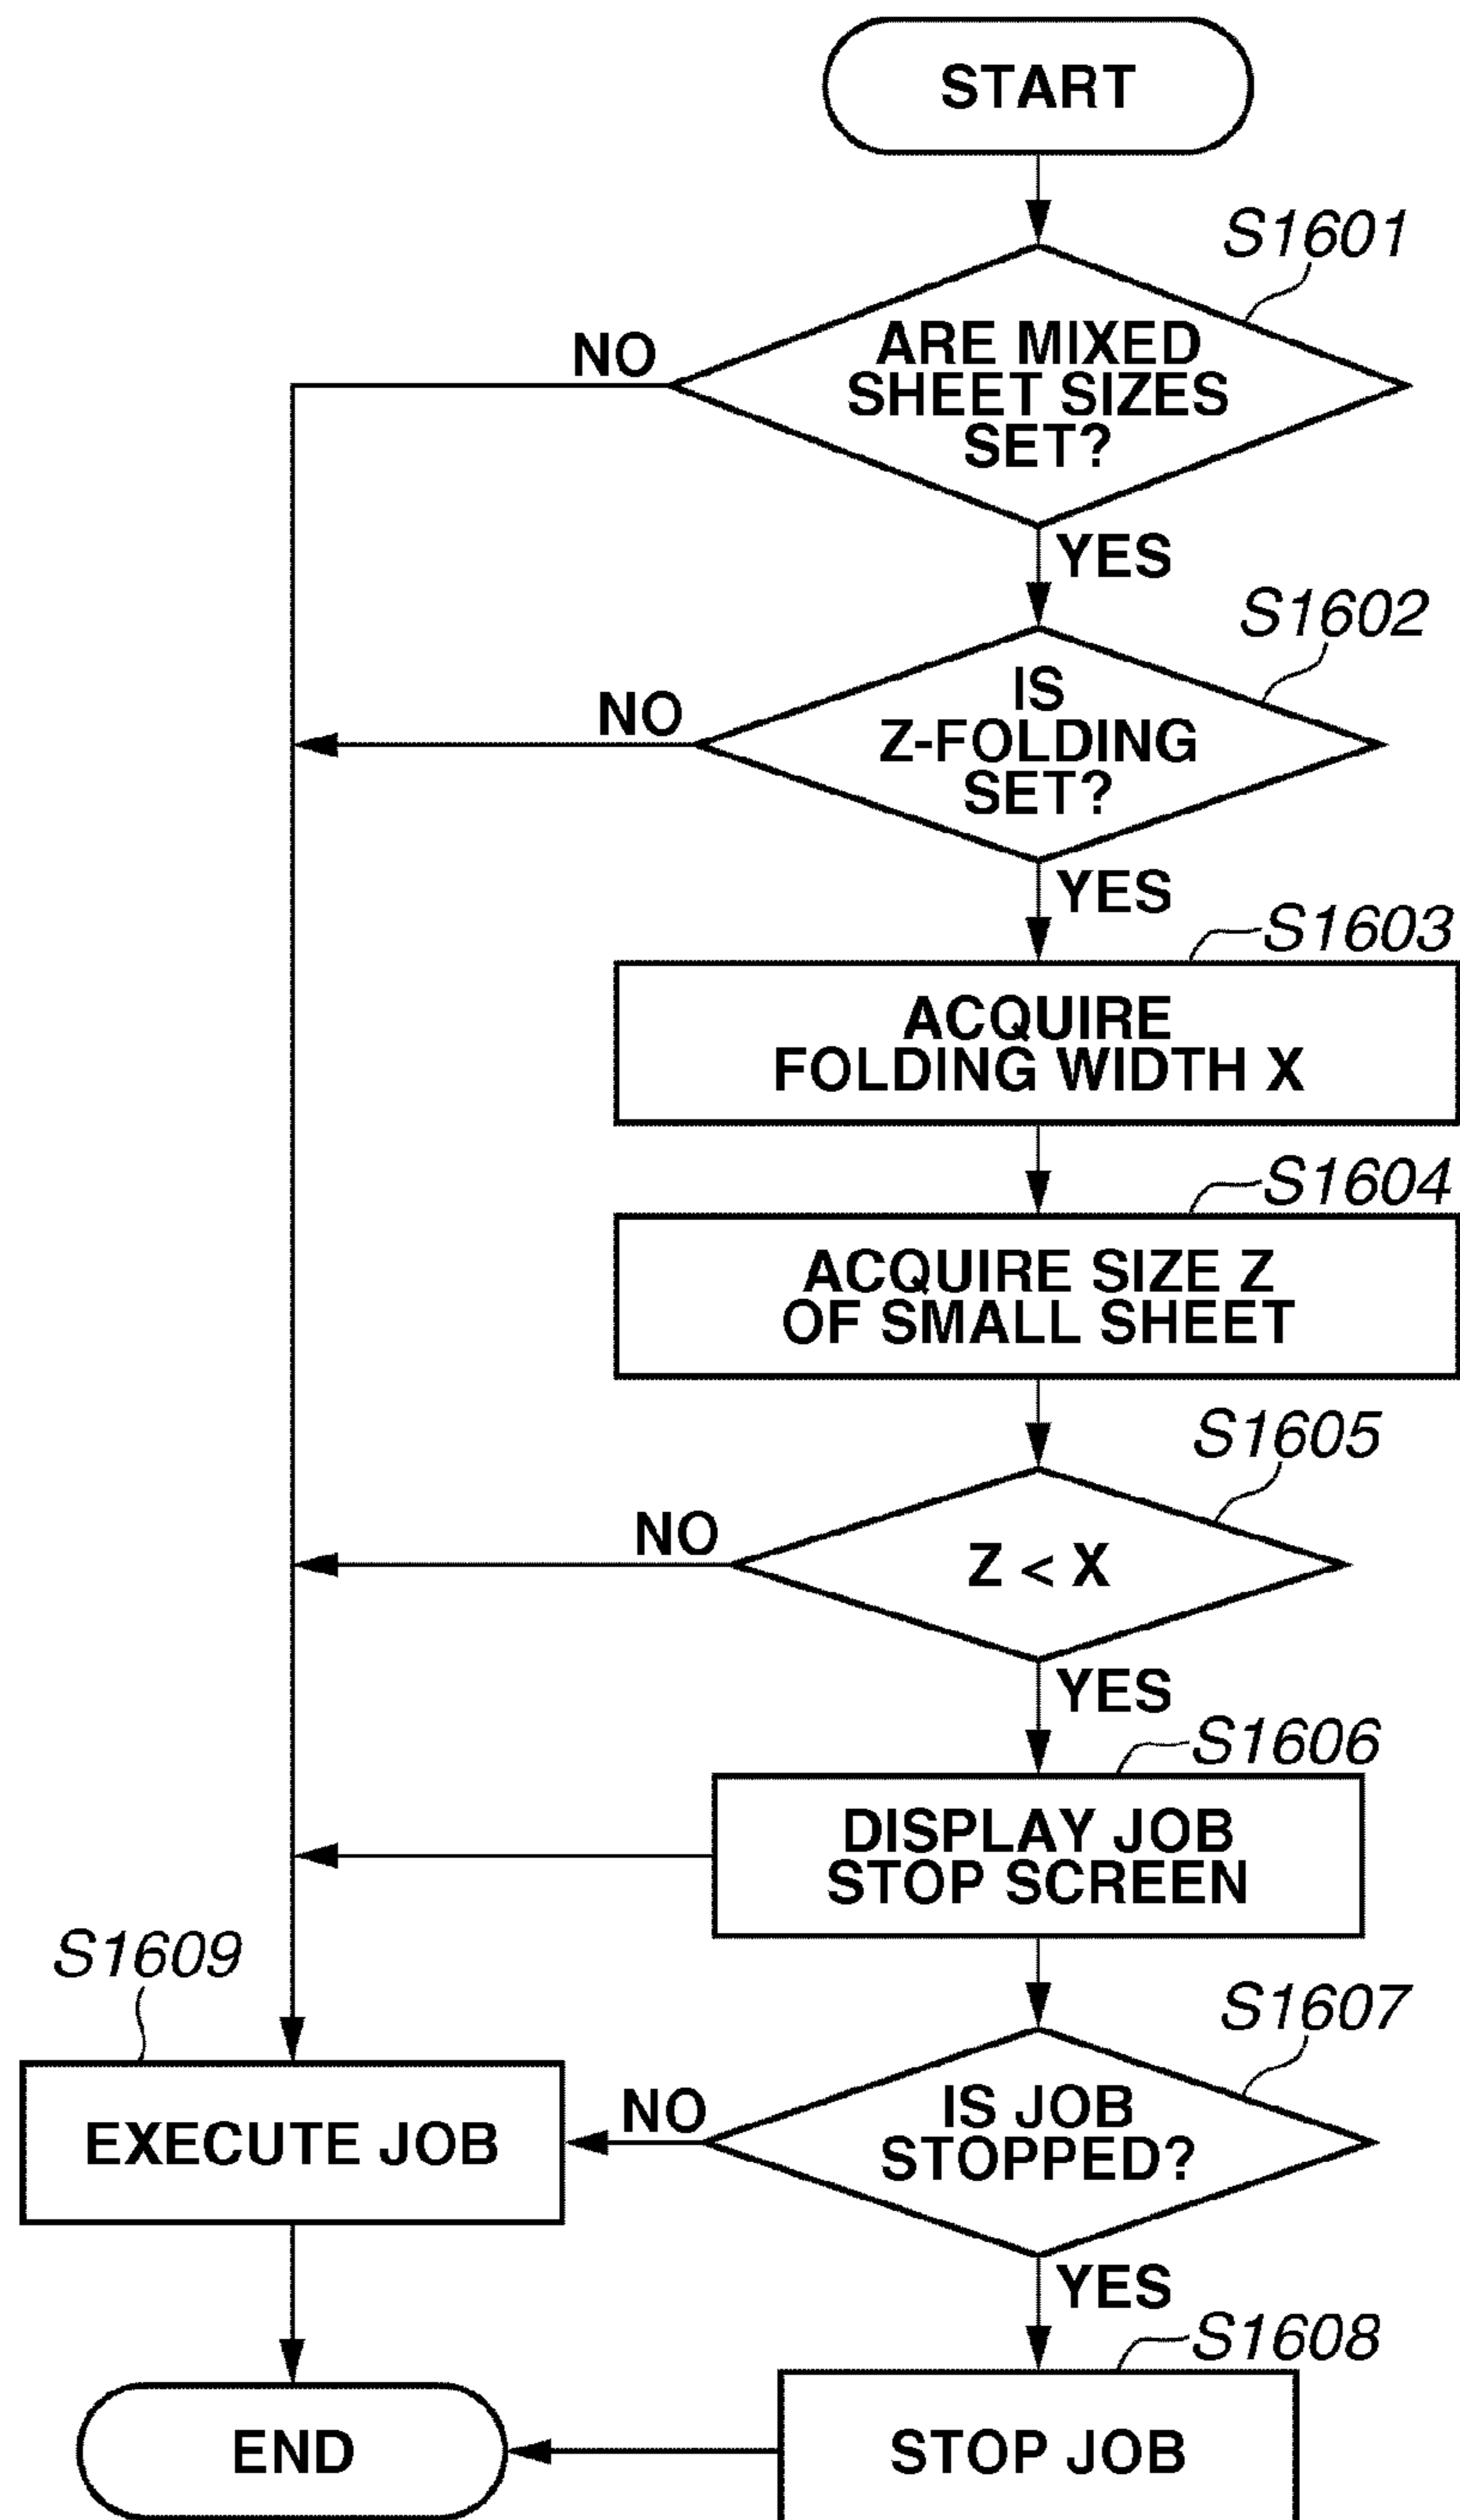 START
S1601
ARE MIXED
SHEET SIZES
SET?
NO
YES
S1602
IS
Z-FOLDING
SET?
NO
YES
S1603
ACQUIRE
FOLDING WIDTH X
S1604
ACQUIRE SIZE Z
OF SMALL SHEET
S1605
Z < X
NO
YES
S1606
DISPLAY JOB
STOP SCREEN
S1609
EXECUTE JOB
S1607
IS JOB
STOPPED?
NO
YES
S1608
STOP JOB
END